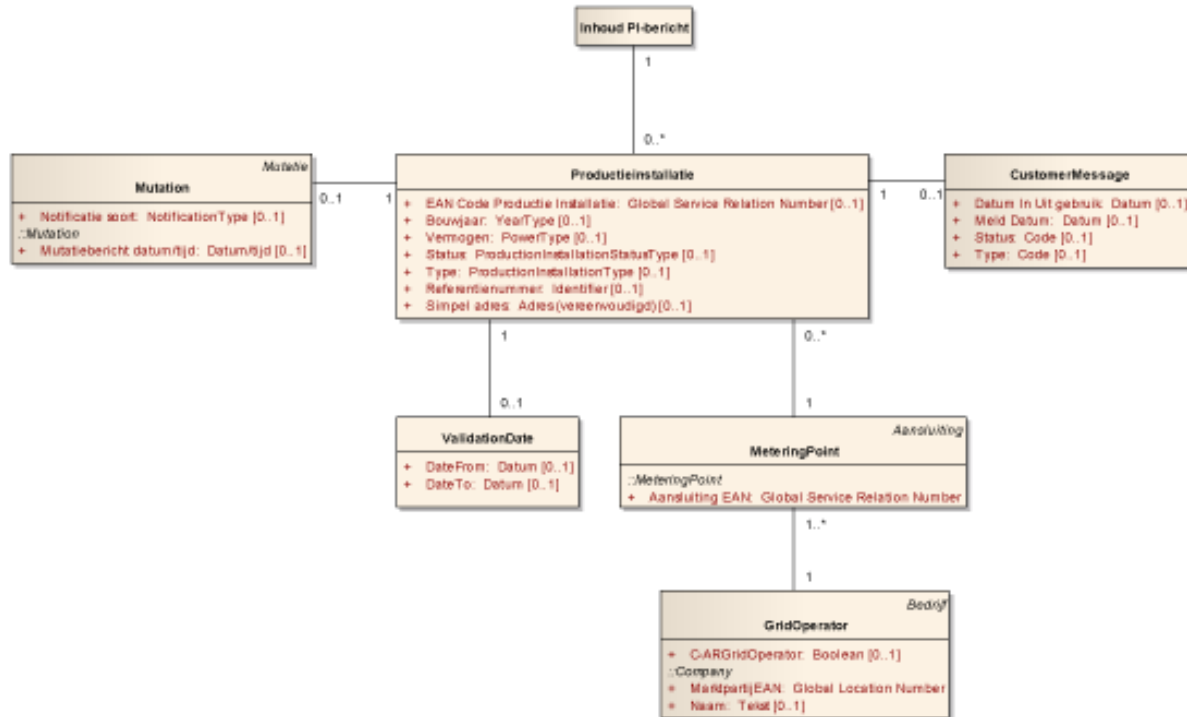 Inhoud PI-bericht
1
0..*
Mutatie
Mutation
+ Notificatie soort: NotificationType [0..1]
::Mutation
+ Mutatiebericht datum/tijd: Datum/tijd [0..1]
0..1
1
Productieinstallatie
+ EAN Code Productie Installatie: Global Service Relation Number [0..1]
+ Bouwjaar: YearType [0..1]
+ Vermogen: PowerType [0..1]
+ Status: ProductionInstallationStatusType [0..1]
+ Type: ProductionInstallationType [0..1]
+ Referentienummer: Identifier [0..1]
+ Simpel adres: Adres(vereenvoudigd) [0..1]
1
0..1
CustomerMessage
+ Datum In Uit gebruik: Datum [0..1]
+ Meld Datum: Datum [0..1]
+ Status: Code [0..1]
+ Type: Code [0..1]
1
0..1
0..*
1
ValidationDate
+ DateFrom: Datum [0..1]
+ DateTo: Datum [0..1]
Aansluiting
MeteringPoint
::MeteringPoint
+ Aansluiting EAN: Global Service Relation Number
1..*
1
Bedrijf
GridOperator
+ C-ARGridOperator: Boolean [0..1]
::Company
+ MarktpartijEAN: Global Location Number
+ Naam: Tekst [0..1]